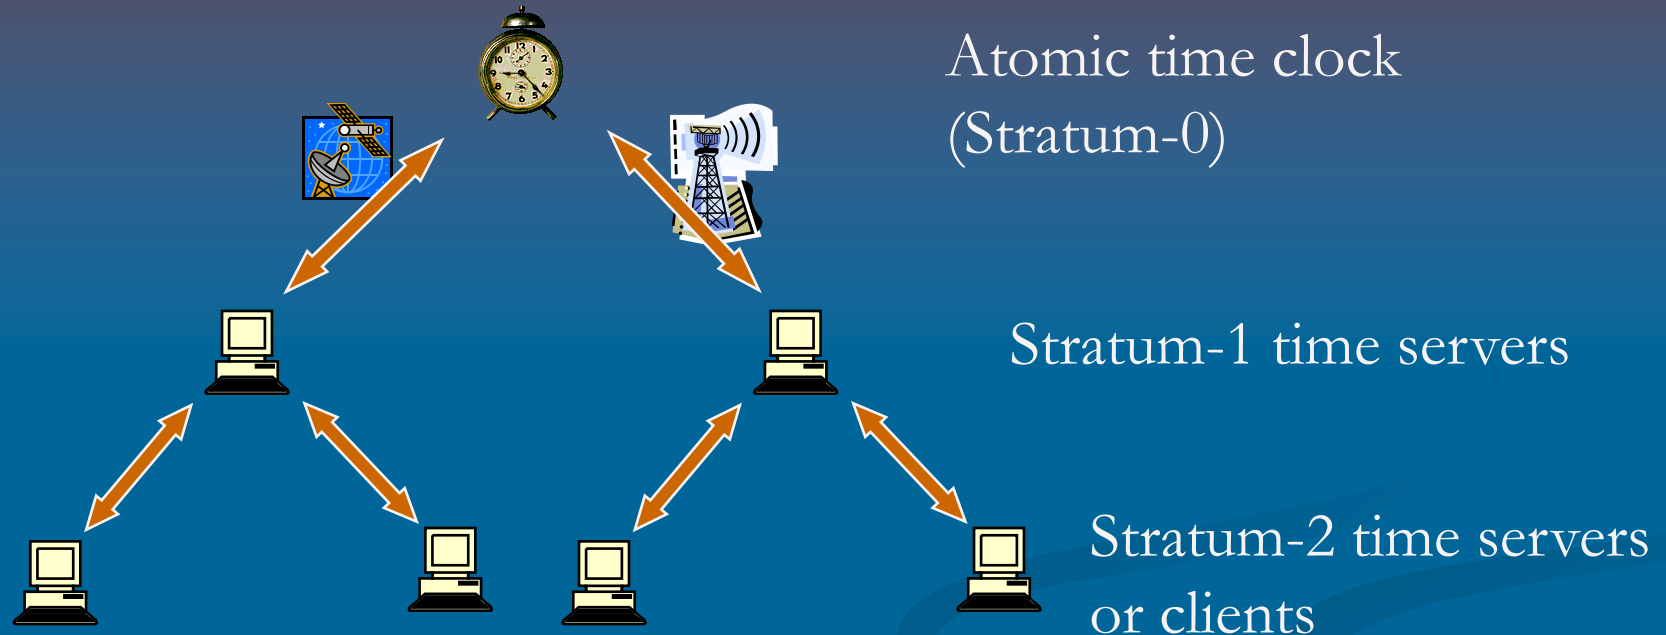 Atomic time clock
(Stratum-0)
Stratum-1 time servers
Stratum-2 time servers
or clients